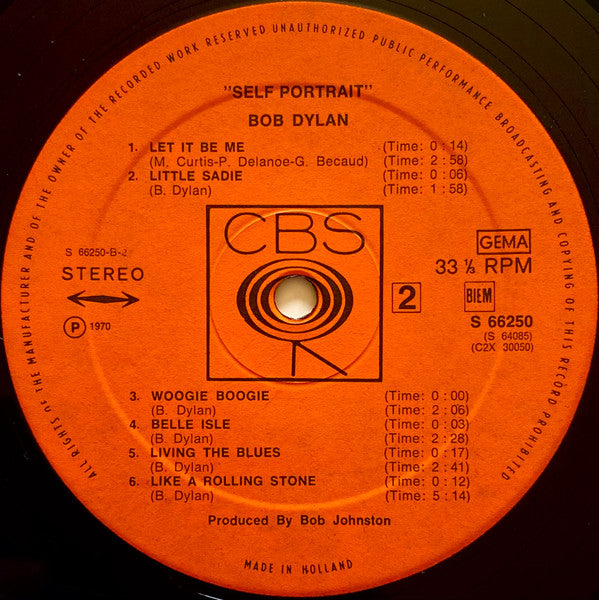 ALL RIGHTS OF THE MANUFACTURER AND OF THE OWNER OF THE RECORDED WORK RESERVED UNAUTHORIZED PUBLIC PERFORMANCE BROADCASTING AND COPYING OF THIS RECORD PROHIBITED
"SELF PORTRAIT"
BOB DYLAN
1. LET IT BE ME (Time: 0:14)
(M. Curtis-P. Delanoe-G. Becaud) (Time: 2:58)
2. LITTLE SADIE (Time: 0:06)
(B. Dylan) (Time: 1:58)
CBS
S 66250-B-2
STEREO
P 1970
GEMA
33 ⅓ RPM
2 BIEM
S 66250
(S 64085)
(C2X 30050)
3. WOOGIE BOOGIE (Time: 0:00)
(B. Dylan) (Time: 2:06)
4. BELLE ISLE (Time: 0:03)
(B. Dylan) (Time: 2:28)
5. LIVING THE BLUES (Time: 0:17)
(B. Dylan) (Time: 2:41)
6. LIKE A ROLLING STONE (Time: 0:12)
(B. Dylan) (Time: 5:14)
Produced By Bob Johnston
MADE IN HOLLAND